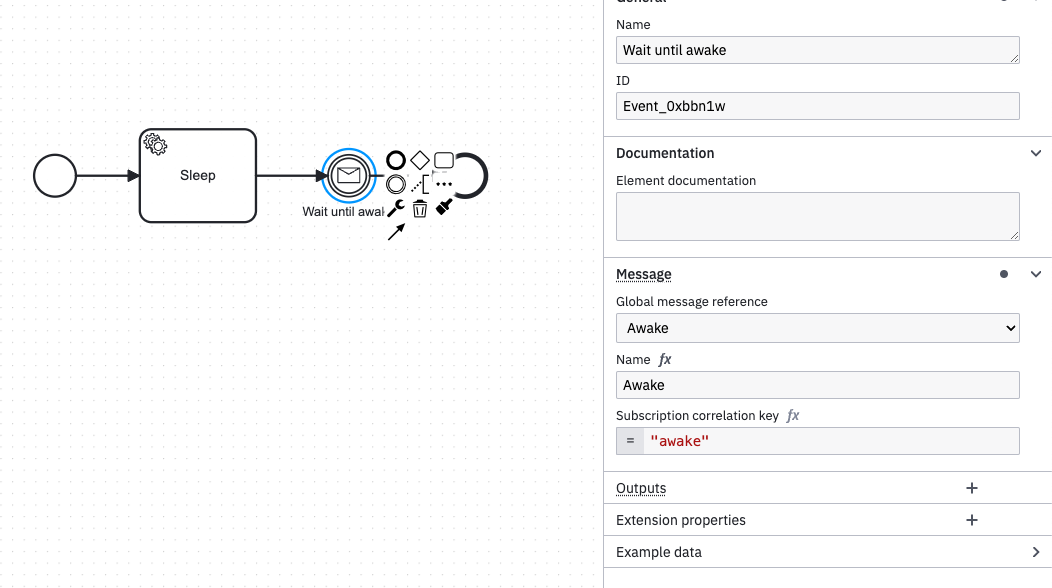 General
Name
Wait until awake
ID
Event_0xbbn1w
Documentation
Element documentation
Message
Global message reference
Awake
Name fx
Awake
Subscription correlation key fx
= "awake"
Outputs
Extension properties
Example data
Sleep
Wait until awak